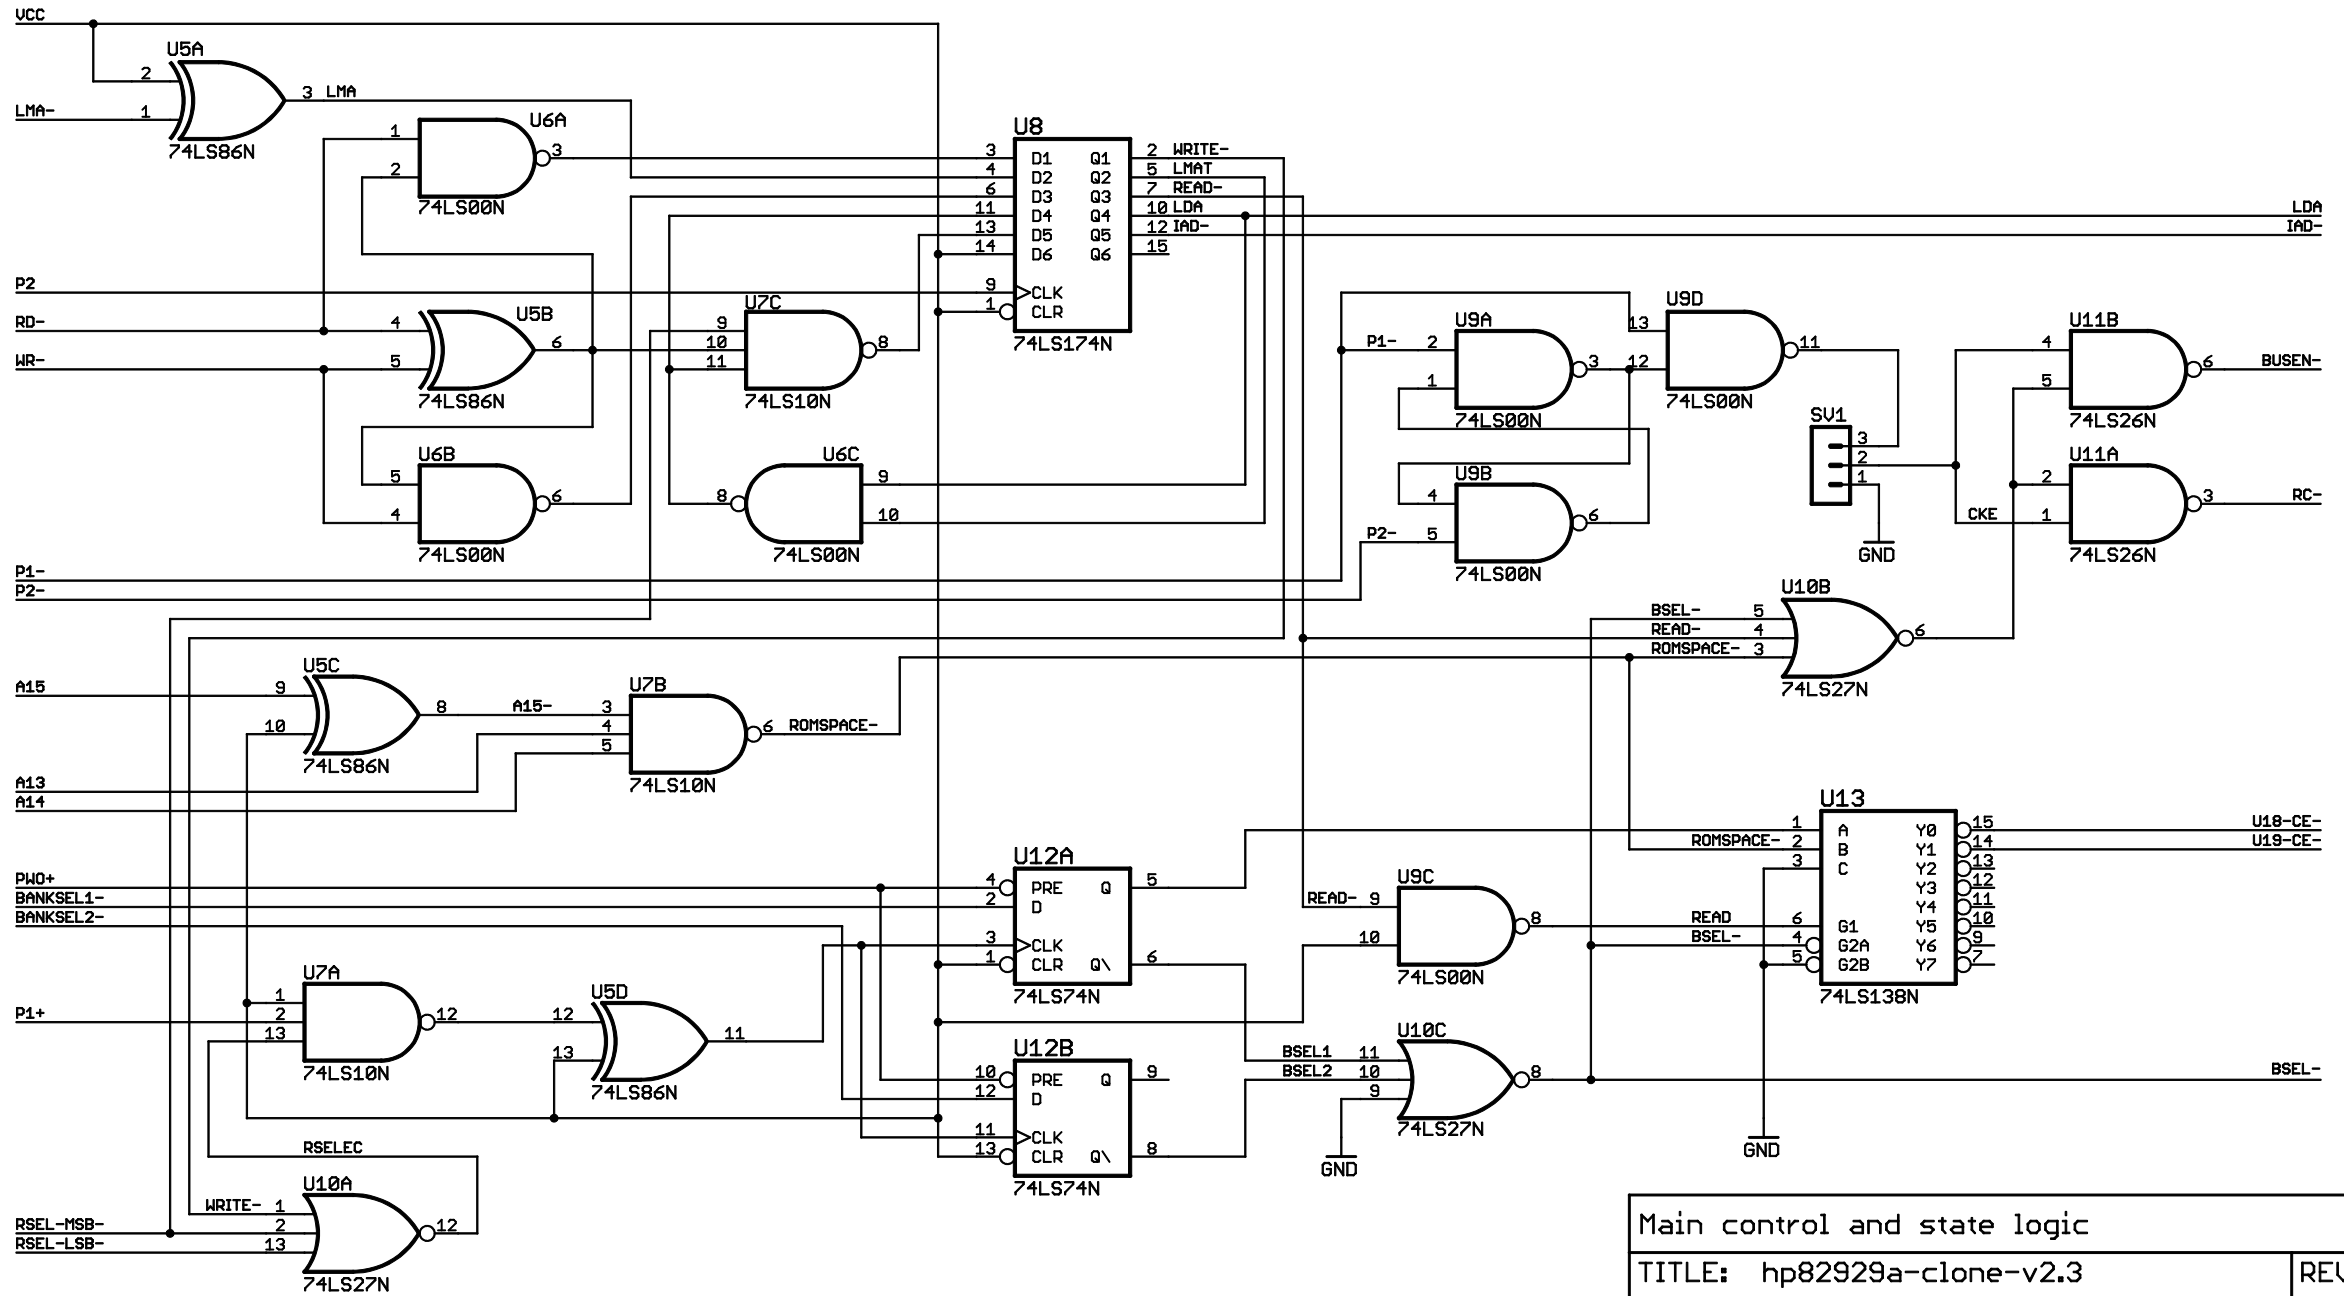 VCC
U5A
2
3 LMA
LMA-
1
74LS86N
U6A
1
3
2
74LS00N
U8
3 D1 Q1 2 WRITE-
4 D2 Q2 5 LMAT
6 D3 Q3 7 READ-
11 D4 Q4 10 LDA
13 D5 Q5 12 IAD-
14 D6 Q6 15
9 CLK
1 CLR
74LS174N
LDA
IAD-
P2
RD-
WR-
U5B
4
6
5
74LS86N
U7C
9
10
11
8
74LS10N
U6B
5
6
4
74LS00N
U6C
9
8
10
74LS00N
U9A
P1- 2
3
1
74LS00N
U9D
13
11
12
74LS00N
U9B
4
6
P2- 5
74LS00N
SV1
3
2
1
GND
U11B
4
6 BUSEN-
5
74LS26N
U11A
2
3 RC-
CKE 1
74LS26N
P1-
P2-
U10B
BSEL- 5
READ- 4
ROMSPACE- 3
6
74LS27N
U5C
A15 9
8 A15-
10
74LS86N
U7B
3
4
5
6 ROMSPACE-
74LS10N
A13
A14
PWO+
BANKSEL1-
BANKSEL2-
U12A
4 PRE Q 5
2 D
3 CLK
1 CLR Q\ 6
74LS74N
U9C
READ- 9
8
10
74LS00N
U13
1 A Y0 15 U18-CE-
ROMSPACE- 2 B Y1 14 U19-CE-
3 C Y2 13
Y3 12
Y4 11
READ 6 G1 Y5 10
BSEL- 4 G2A Y6 9
5 G2B Y7 7
74LS138N
GND
U7A
1
P1+ 2
13
12
74LS10N
U5D
12
11
13
74LS86N
U12B
10 PRE Q 9
12 D
11 CLK
13 CLR Q\ 8
74LS74N
U10C
BSEL1 11
BSEL2 10
9
8
BSEL-
74LS27N
GND
RSELEC
U10A
WRITE- 1
RSEL-MSB- 2
RSEL-LSB- 13
12
74LS27N
Main control and state logic
TITLE: hp82929a-clone-v2.3
REV